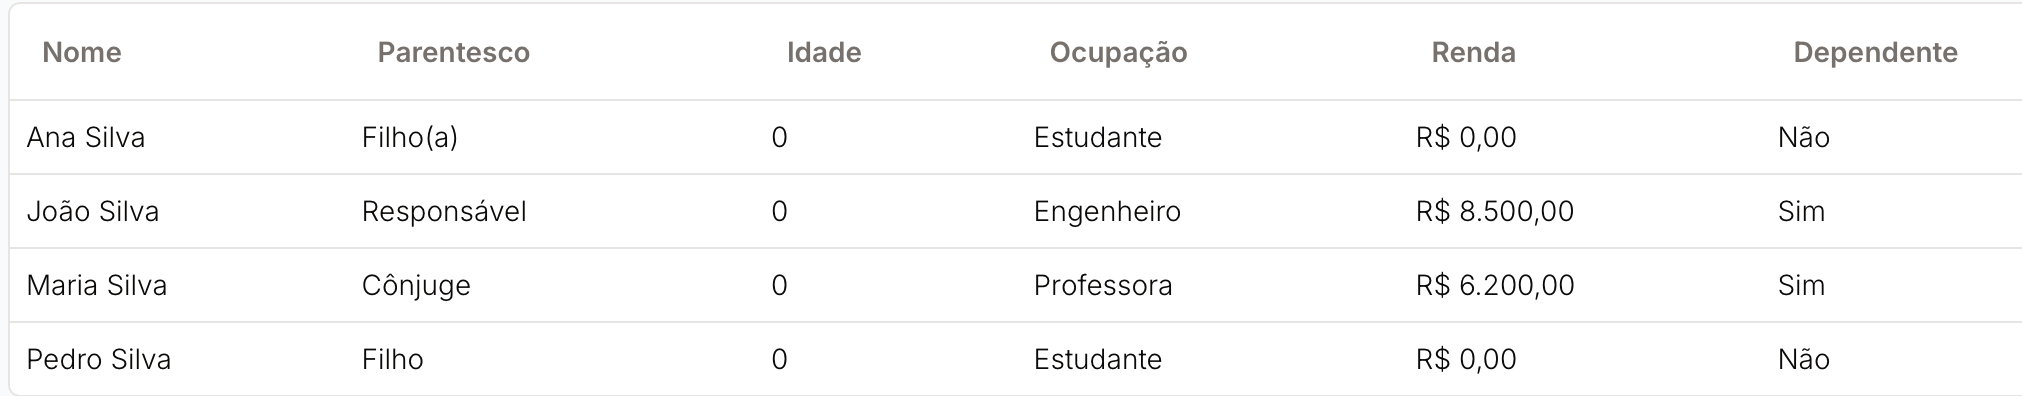 Nome Parentesco Idade Ocupação Renda Dependente
Ana Silva Filho(a) 0 Estudante R$ 0,00 Não
João Silva Responsável 0 Engenheiro R$ 8.500,00 Sim
Maria Silva Cônjuge 0 Professora R$ 6.200,00 Sim
Pedro Silva Filho 0 Estudante R$ 0,00 Não